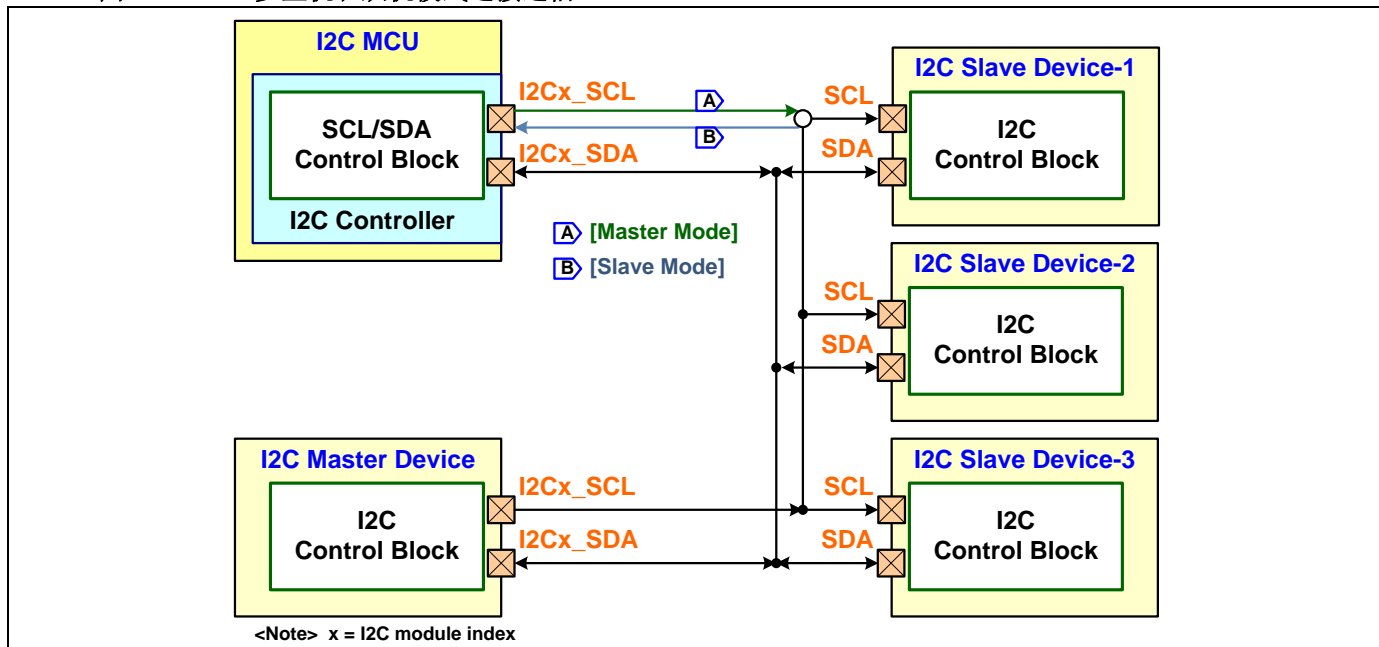 I2C MCU
I2Cx_SCL
A
B
SCL/SDA
Control Block
I2Cx_SDA
I2C Controller
A [Master Mode]
B [Slave Mode]
I2C Slave Device-1
SCL
SDA
I2C
Control Block
I2C Slave Device-2
SCL
SDA
I2C
Control Block
I2C Master Device
I2Cx_SCL
I2C
Control Block
I2Cx_SDA
I2C Slave Device-3
SCL
SDA
I2C
Control Block
<Note> x = I2C module index